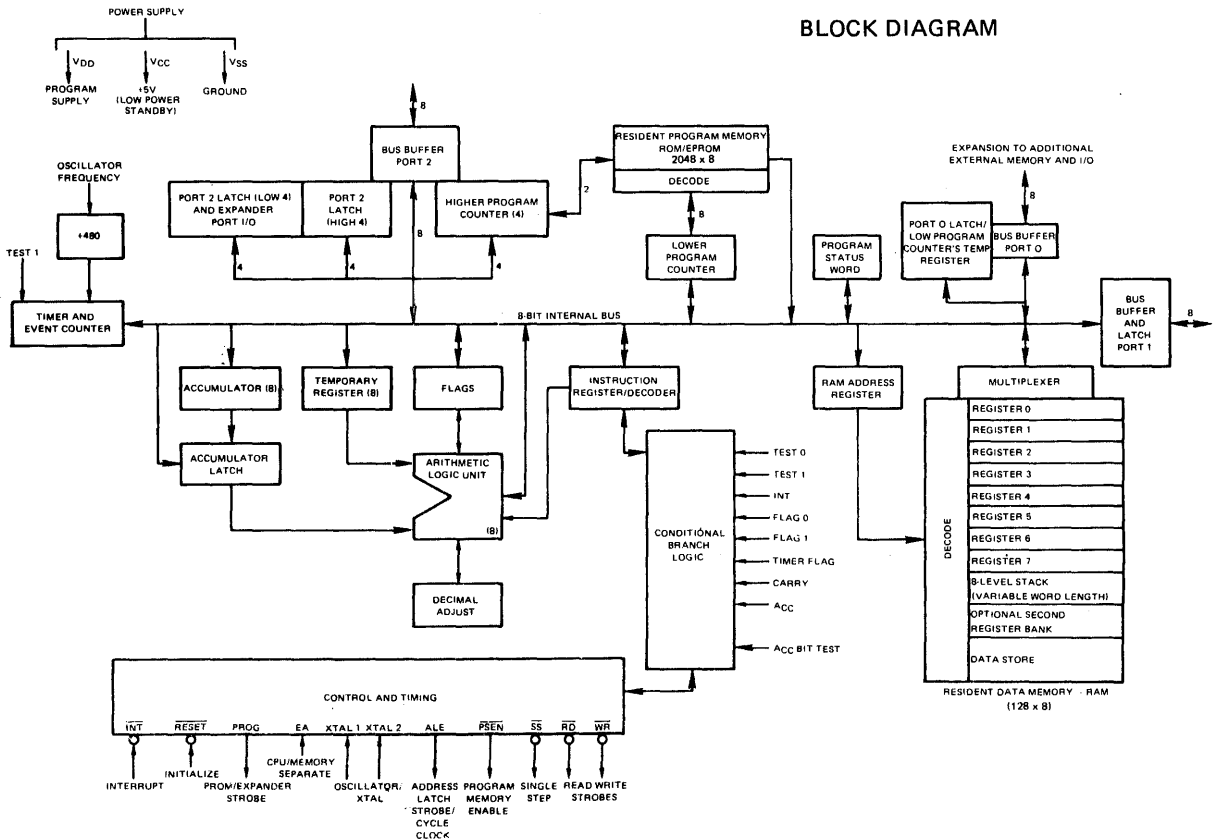 BLOCK DIAGRAM
POWER SUPPLY
VDD
VCC
VSS
PROGRAM
SUPPLY
+5V
(LOW POWER
STANDBY)
GROUND
8
BUS BUFFER
PORT 2
RESIDENT PROGRAM MEMORY
ROM/EPROM
2048 x 8
DECODE
EXPANSION TO ADDITIONAL
EXTERNAL MEMORY AND I/O
OSCILLATOR
FREQUENCY
PORT 2 LATCH (LOW 4)
AND EXPANDER
PORT I/O
PORT 2
LATCH
(HIGH 4)
HIGHER PROGRAM
COUNTER (4)
2
8
8
÷480
8
4
4
4
LOWER
PROGRAM
COUNTER
PROGRAM
STATUS
WORD
PORT 0 LATCH/
LOW PROGRAM
COUNTER'S TEMP
REGISTER
BUS BUFFER
PORT 0
TEST 1
TIMER AND
EVENT COUNTER
8-BIT INTERNAL BUS
BUS
BUFFER
AND
LATCH
PORT 1
8
ACCUMULATOR (8)
TEMPORARY
REGISTER (8)
FLAGS
INSTRUCTION
REGISTER/DECODER
RAM ADDRESS
REGISTER
MULTIPLEXER
ACCUMULATOR
LATCH
ARITHMETIC
LOGIC UNIT
(8)
DECIMAL
ADJUST
CONDITIONAL
BRANCH
LOGIC
TEST 0
TEST 1
INT
FLAG 0
FLAG 1
TIMER FLAG
CARRY
ACC
ACC BIT TEST
DECODE
REGISTER 0
REGISTER 1
REGISTER 2
REGISTER 3
REGISTER 4
REGISTER 5
REGISTER 6
REGISTER 7
8-LEVEL STACK
(VARIABLE WORD LENGTH)
OPTIONAL SECOND
REGISTER BANK
DATA STORE
RESIDENT DATA MEMORY - RAM
(128 x 8)
CONTROL AND TIMING
INT RESET PROG EA XTAL 1 XTAL 2 ALE PSEN SS RD WR
INTERRUPT
INITIALIZE
PROM/EXPANDER
STROBE
CPU/MEMORY
SEPARATE
OSCILLATOR/
XTAL
ADDRESS
LATCH
STROBE/
CYCLE
CLOCK
PROGRAM
MEMORY
ENABLE
SINGLE
STEP
READ WRITE
STROBES